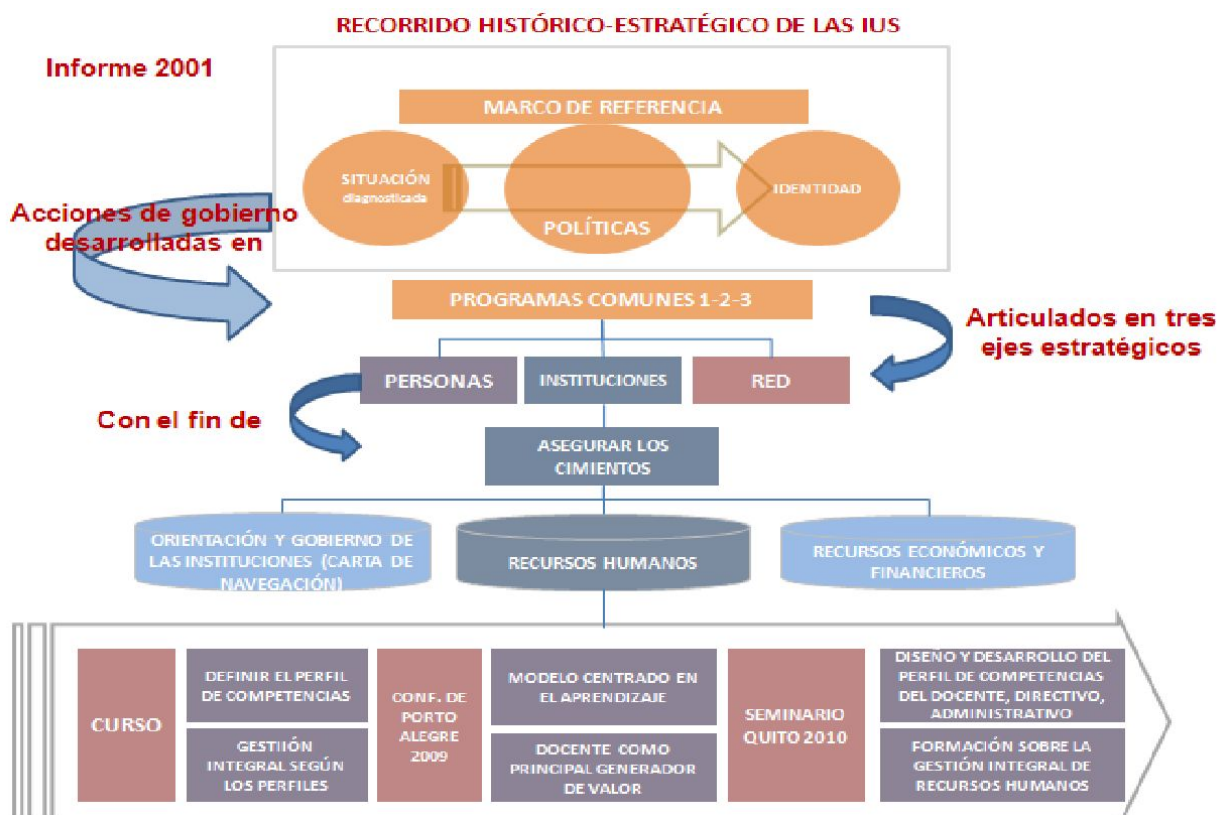 RECORRIDO HISTÓRICO-ESTRATÉGICO DE LAS IUS
Informe 2001
MARCO DE REFERENCIA
SITUACIÓN
diagnosticada
POLÍTICAS
IDENTIDAD
Acciones de gobierno
desarrolladas en
PROGRAMAS COMUNES 1-2-3
Articulados en tres
ejes estratégicos
PERSONAS
INSTITUCIONES
RED
Con el fin de
ASEGURAR LOS
CIMIENTOS
ORIENTACIÓN Y GOBIERNO DE
LAS INSTITUCIONES (CARTA DE
NAVEGACIÓN)
RECURSOS HUMANOS
RECURSOS ECONÓMICOS Y
FINANCIEROS
CURSO
DEFINIR EL PERFIL
DE COMPETENCIAS
GESTIIÓN
INTEGRAL SEGÚN
LOS PERFILES
CONF. DE
PORTO
ALEGRE
2009
MODELO CENTRADO EN
EL APRENDIZAJE
DOCENTE COMO
PRINCIPAL GENERADOR
DE VALOR
SEMINARIO
QUITO 2010
DISEÑO Y DESARROLLO DEL
PERFIL DE COMPETENCIAS
DEL DOCENTE, DIRECTIVO,
ADMINISTRATIVO
FORMACIÓN SOBRE LA
GESTIÓN INTEGRAL DE
RECURSOS HUMANOS